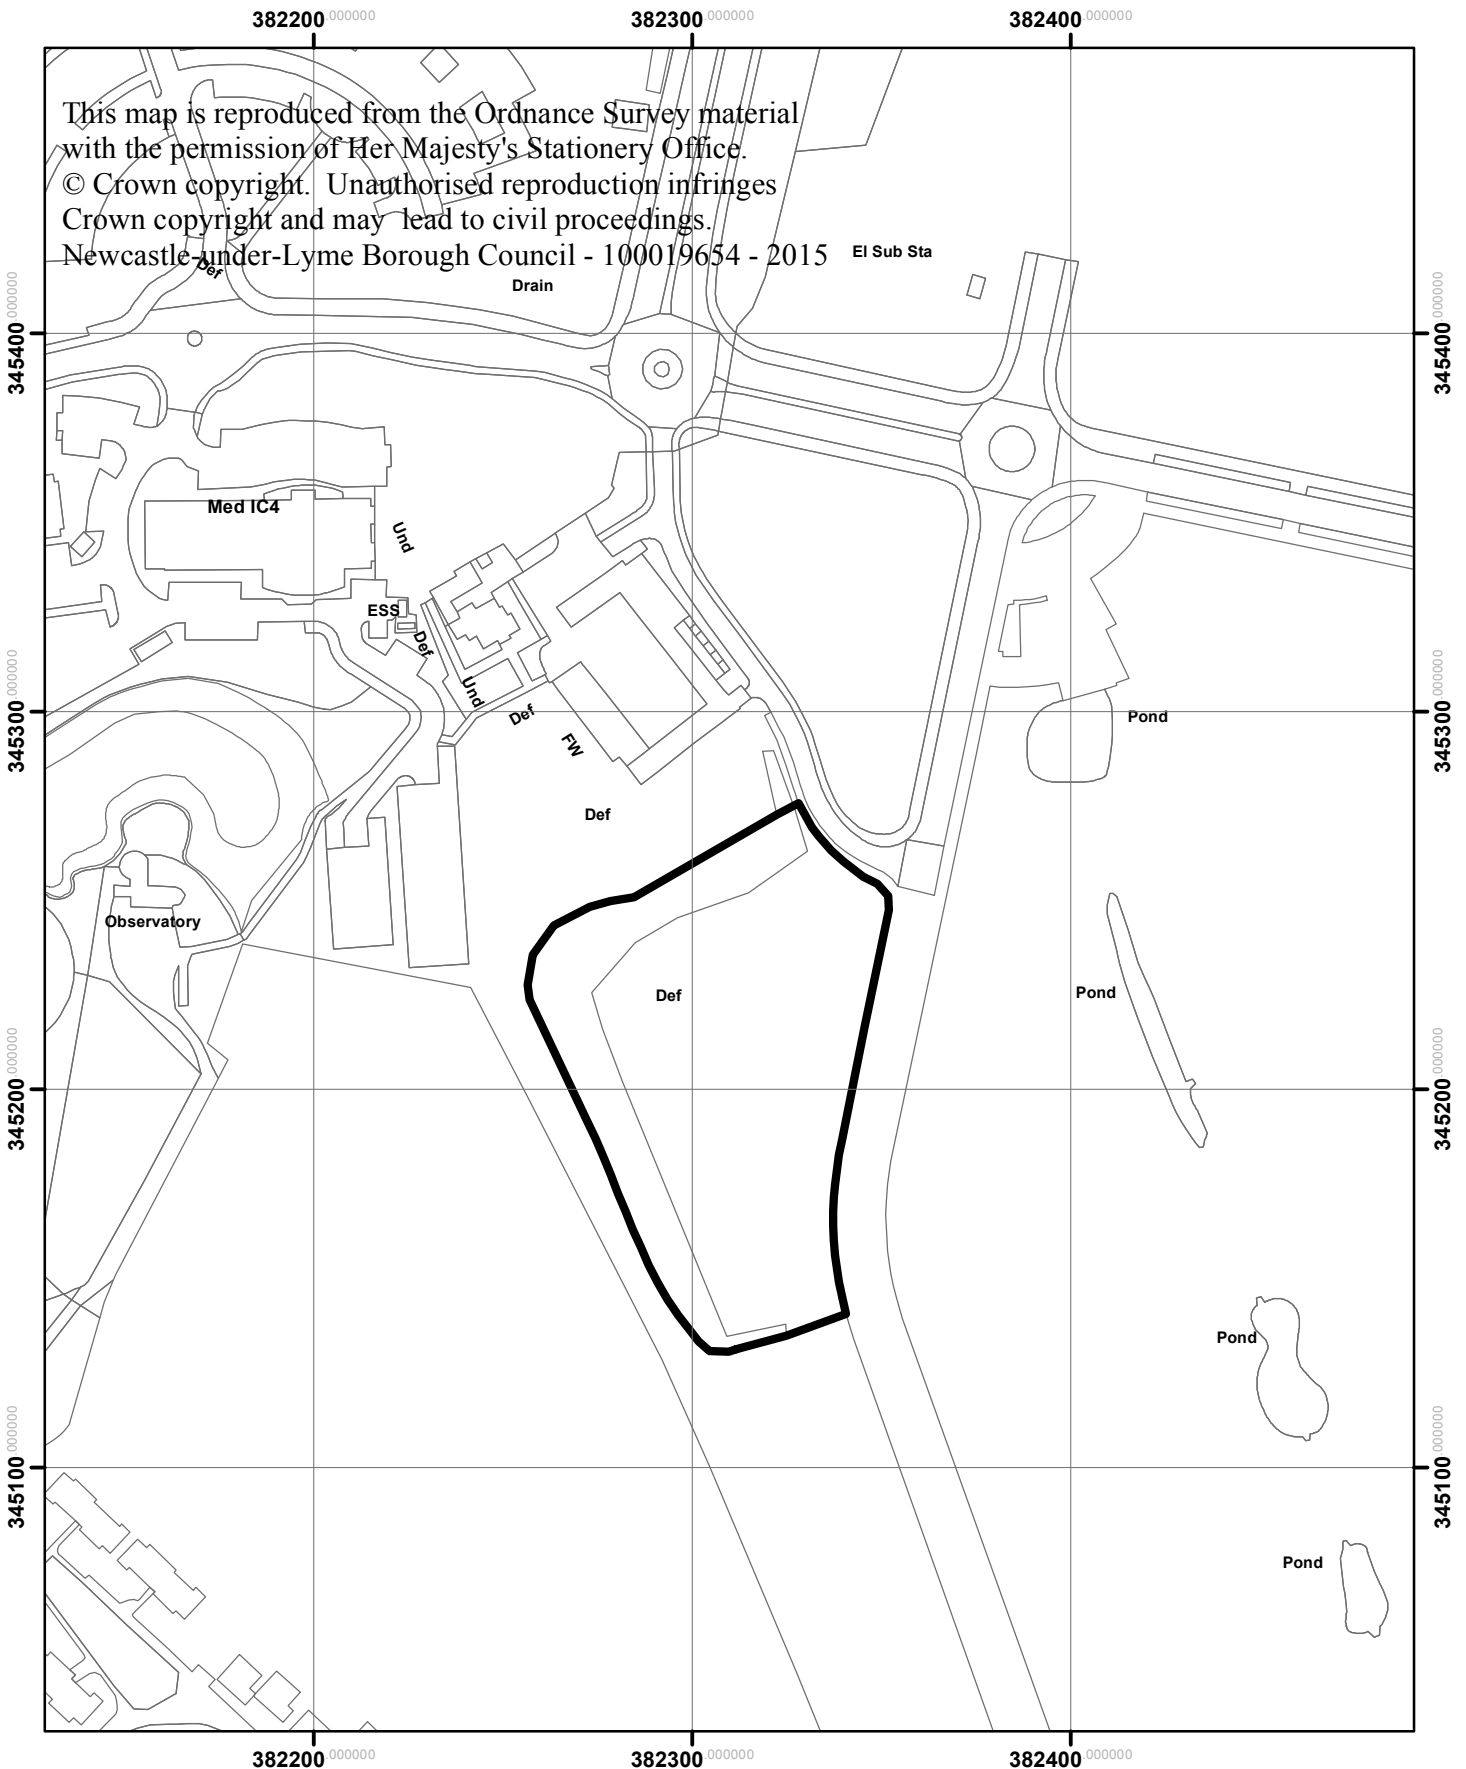 382200.000000 382300.000000 382400.000000
This map is reproduced from the Ordnance Survey material
with the permission of Her Majesty's Stationery Office.
© Crown copyright.  Unauthorised reproduction infringes
Crown copyright and may  lead to civil proceedings.
Newcastle-under-Lyme Borough Council - 100019654 - 2015
El Sub Sta
Def
Drain
345400.000000
345400.000000
Med IC4
Und
ESS
Def
Und
Def
FW
345300.000000
345300.000000
Pond
Def
Observatory
Def
Pond
345200.000000
345200.000000
Pond
345100.000000
345100.000000
Pond
382200.000000 382300.000000 382400.000000